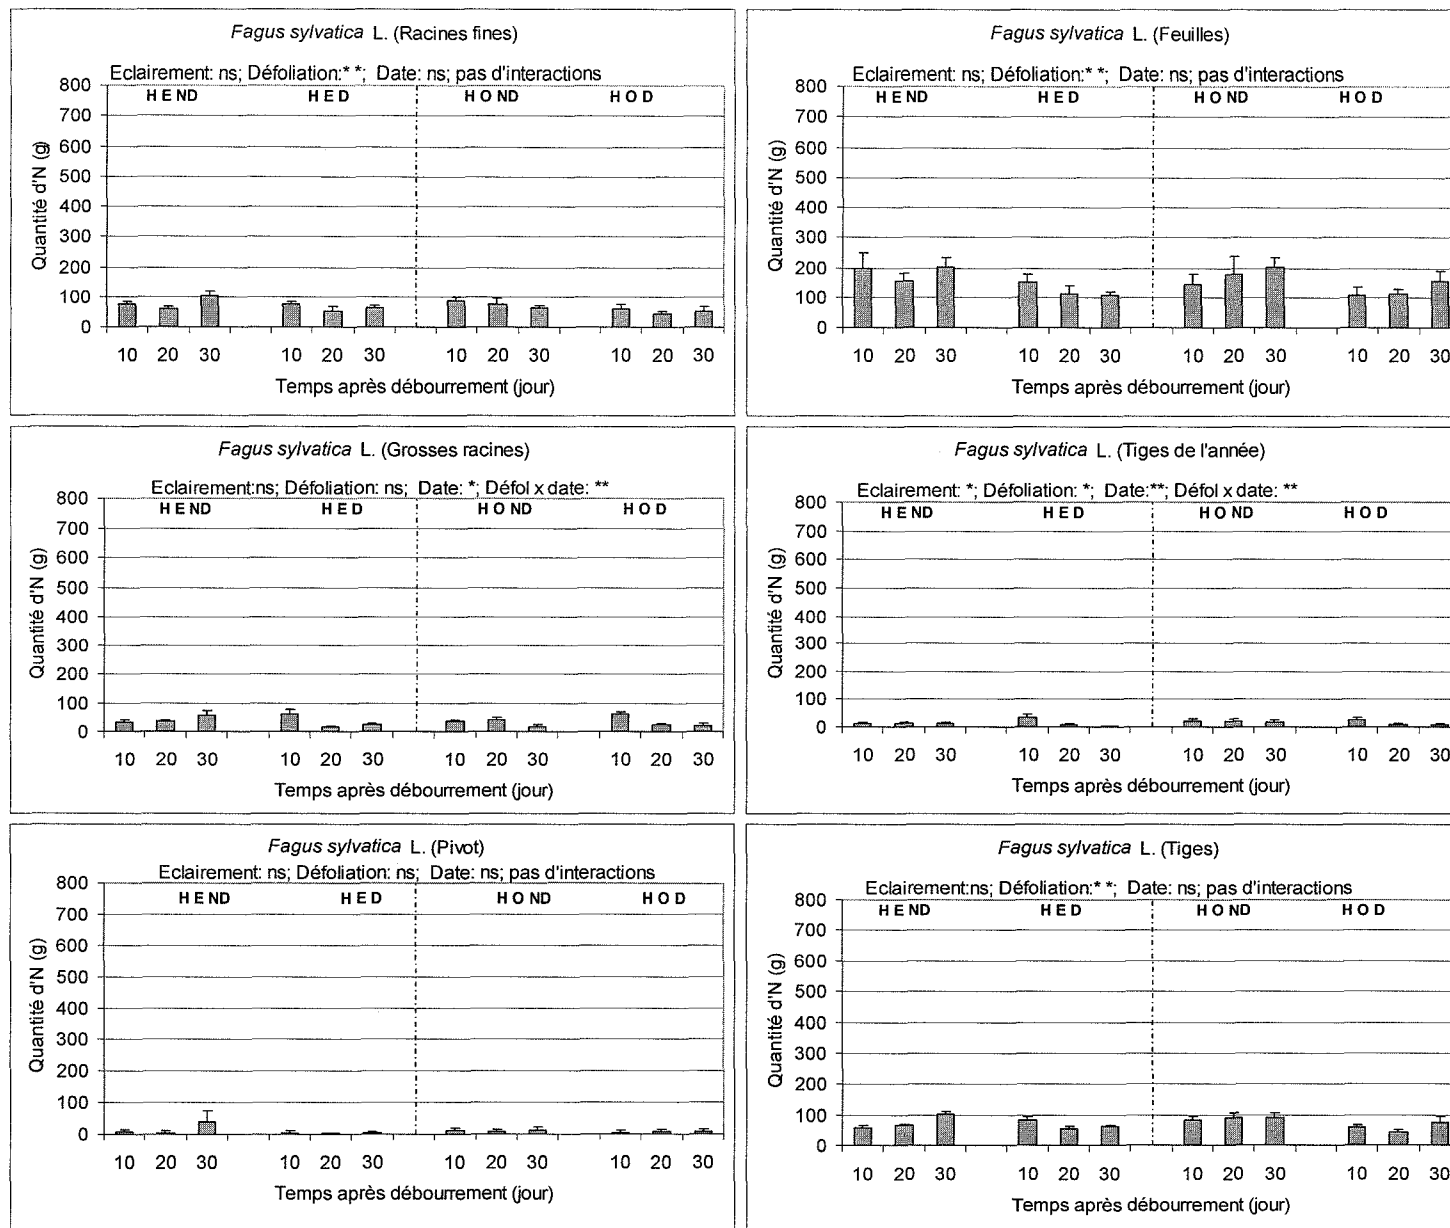 Fagus sylvatica L. (Racines fines)
Eclairement: ns; Défoliation:* *; Date: ns; pas d'interactions
H E ND H E D H O ND H O D
800
700
600
500
400
300
200
100
0
Quantité d'N (g)
10 20 30 10 20 30 10 20 30 10 20 30
Temps après débourrement (jour)
Fagus sylvatica L. (Feuilles)
Eclairement: ns; Défoliation:* *; Date: ns; pas d'interactions
H E ND H E D H O ND H O D
800
700
600
500
400
300
200
100
0
Quantité d'N (g)
10 20 30 10 20 30 10 20 30 10 20 30
Temps après débourrement (jour)
Fagus sylvatica L. (Grosses racines)
Eclairement:ns; Défoliation: ns; Date: *; Défol x date: **
H E ND H E D H O ND H O D
800
700
600
500
400
300
200
100
0
Quantité d'N (g)
10 20 30 10 20 30 10 20 30 10 20 30
Temps après débourrement (jour)
Fagus sylvatica L. (Tiges de l'année)
Eclairement: *; Défoliation: *; Date:**; Défol x date: **
H E ND H E D H O ND H O D
800
700
600
500
400
300
200
100
0
Quantité d'N (g)
10 20 30 10 20 30 10 20 30 10 20 30
Temps après débourrement (jour)
Fagus sylvatica L. (Pivot)
Eclairement: ns; Défoliation: ns; Date: ns; pas d'interactions
H E ND H E D H O ND H O D
800
700
600
500
400
300
200
100
0
Quantité d'N (g)
10 20 30 10 20 30 10 20 30 10 20 30
Temps après débourrement (jour)
Fagus sylvatica L. (Tiges)
Eclairement:ns; Défoliation:* *; Date: ns; pas d'interactions
H E ND H E D H O ND H O D
800
700
600
500
400
300
200
100
0
Quantité d'N (g)
10 20 30 10 20 30 10 20 30 10 20 30
Temps après débourrement (jour)